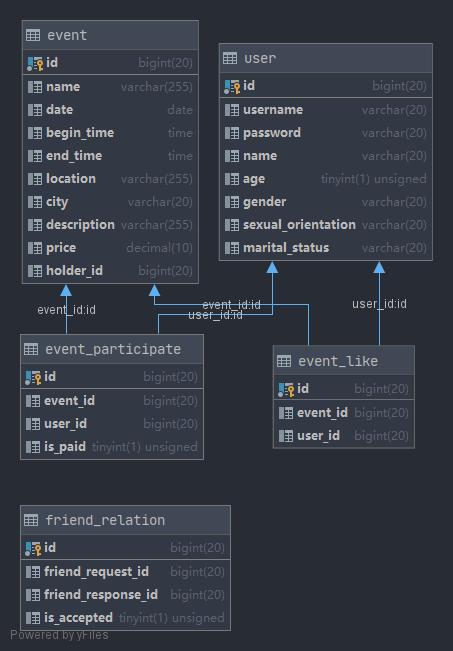 event
id bigint(20)
name varchar(255)
date date
begin_time time
end_time time
location varchar(255)
city varchar(20)
description varchar(255)
price decimal(10)
holder_id bigint(20)
user
id bigint(20)
username varchar(20)
password varchar(20)
name varchar(20)
age tinyint(1) unsigned
gender varchar(20)
sexual_orientation varchar(20)
marital_status varchar(20)
event_id:id
event_id:id
user_id:id
user_id:id
event_participate
id bigint(20)
event_id bigint(20)
user_id bigint(20)
is_paid tinyint(1) unsigned
event_like
id bigint(20)
event_id bigint(20)
user_id bigint(20)
friend_relation
id bigint(20)
friend_request_id bigint(20)
friend_response_id bigint(20)
is_accepted tinyint(1) unsigned
Powered by yFiles